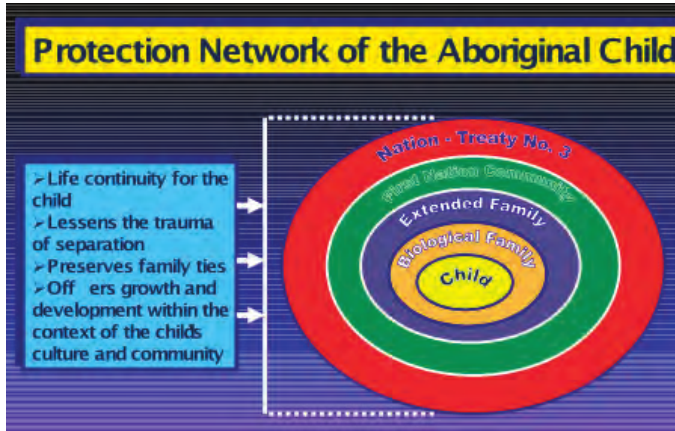 Protection Network of the Aboriginal Child
➢Life continuity for the
child
➢Lessens the trauma
of separation
➢Preserves family ties
➢Off ers growth and
development within the
context of the child's
culture and community
Nation - Treaty No. 3
First Nation Community
Extended Family
Biological Family
Child